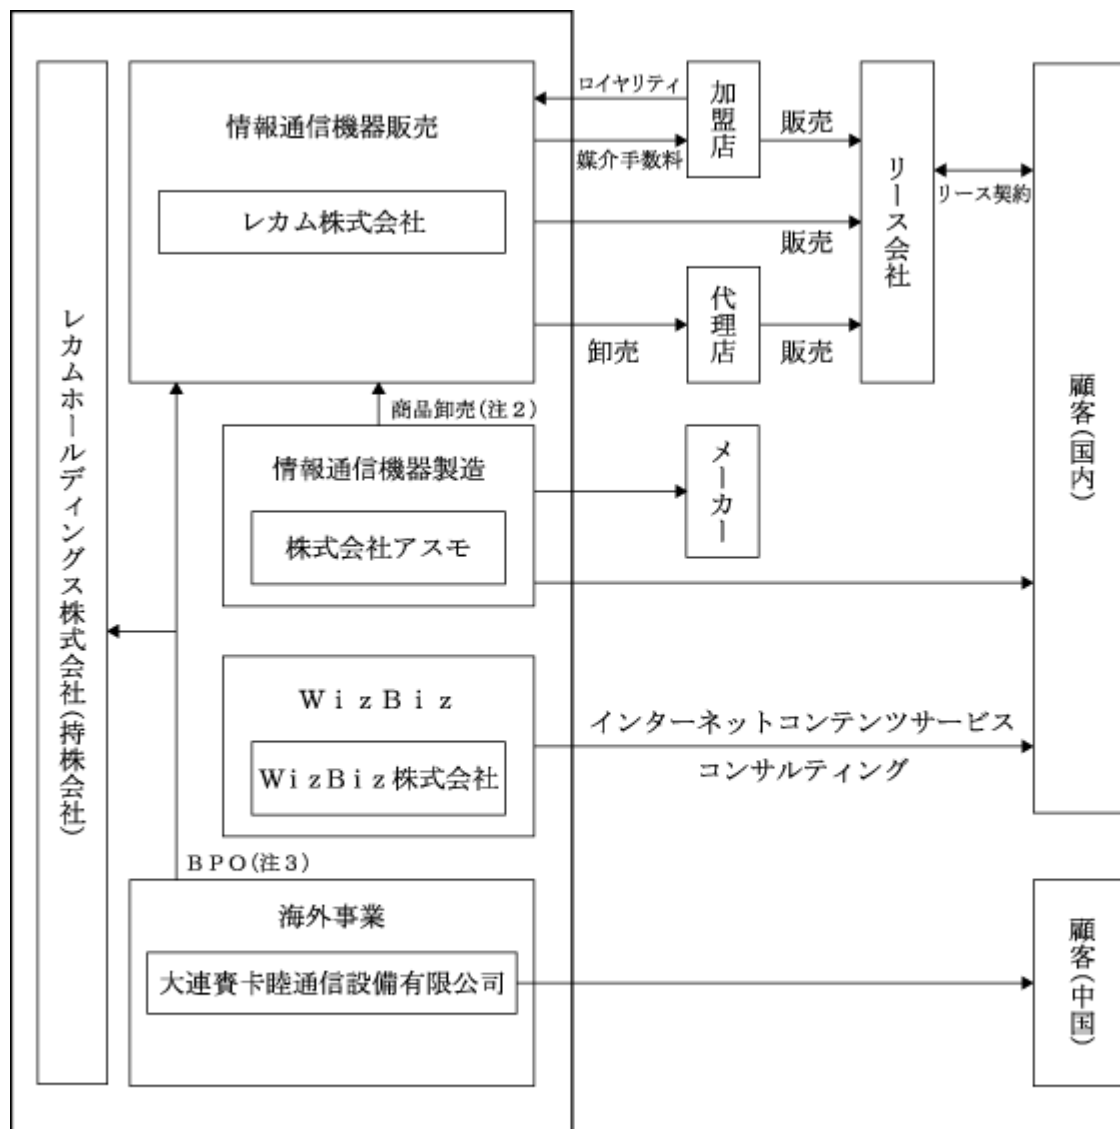 レカムホールディングス株式会社(持株会社)
情報通信機器販売
レカム株式会社
ロイヤリティ
媒介手数料
加盟店
販売
販売
卸売
代理店
販売
リース会社
リース契約
顧客(国内)
商品卸売(注2)
情報通信機器製造
株式会社アスモ
メーカー
WizBiz
WizBiz株式会社
インターネットコンテンツサービス
コンサルティング
BPO(注3)
海外事業
大連賚卡睦通信設備有限公司
顧客(中国)